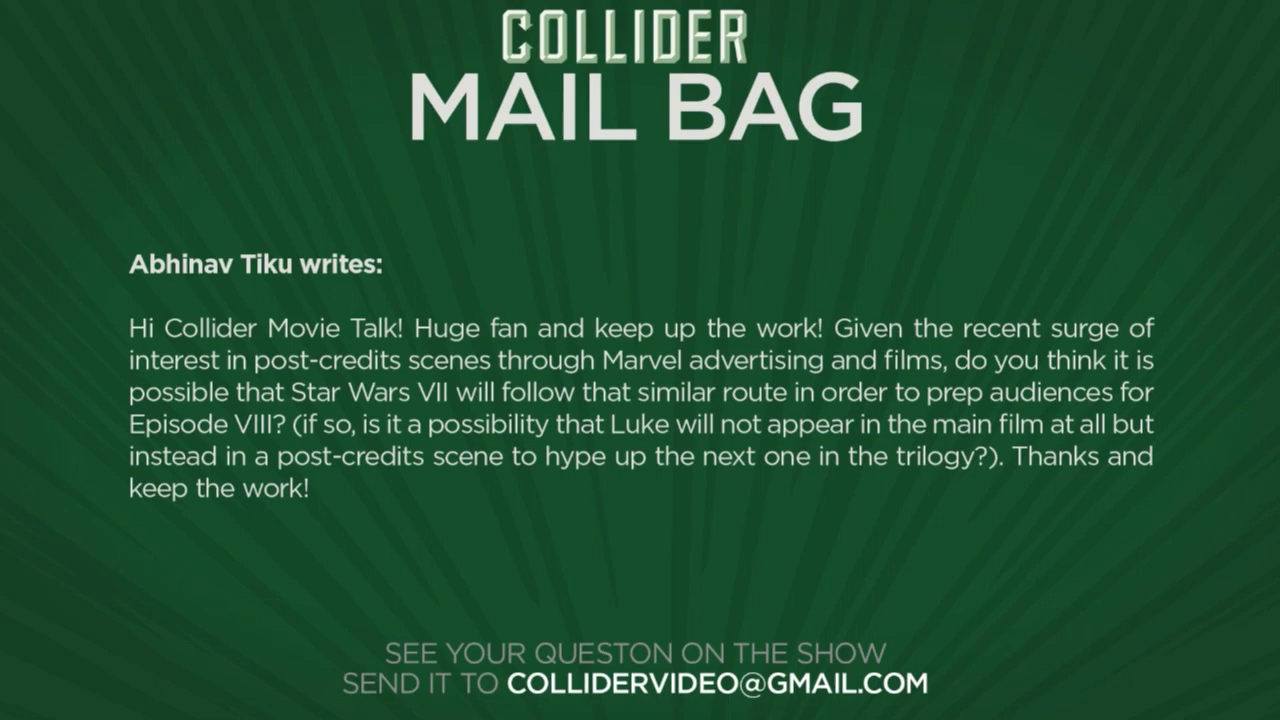 COLLIDER
MAIL BAG
Abhinav Tiku writes:
Hi Collider Movie Talk! Huge fan and keep up the work! Given the recent surge of
interest in post-credits scenes through Marvel advertising and films, do you think it is
possible that Star Wars VII will follow that similar route in order to prep audiences for
Episode VIII? (if so, is it a possibility that Luke will not appear in the main film at all but
instead in a post-credits scene to hype up the next one in the trilogy?). Thanks and
keep the work!
SEE YOUR QUESTON ON THE SHOW
SEND IT TO COLLIDERVIDEO@GMAIL.COM